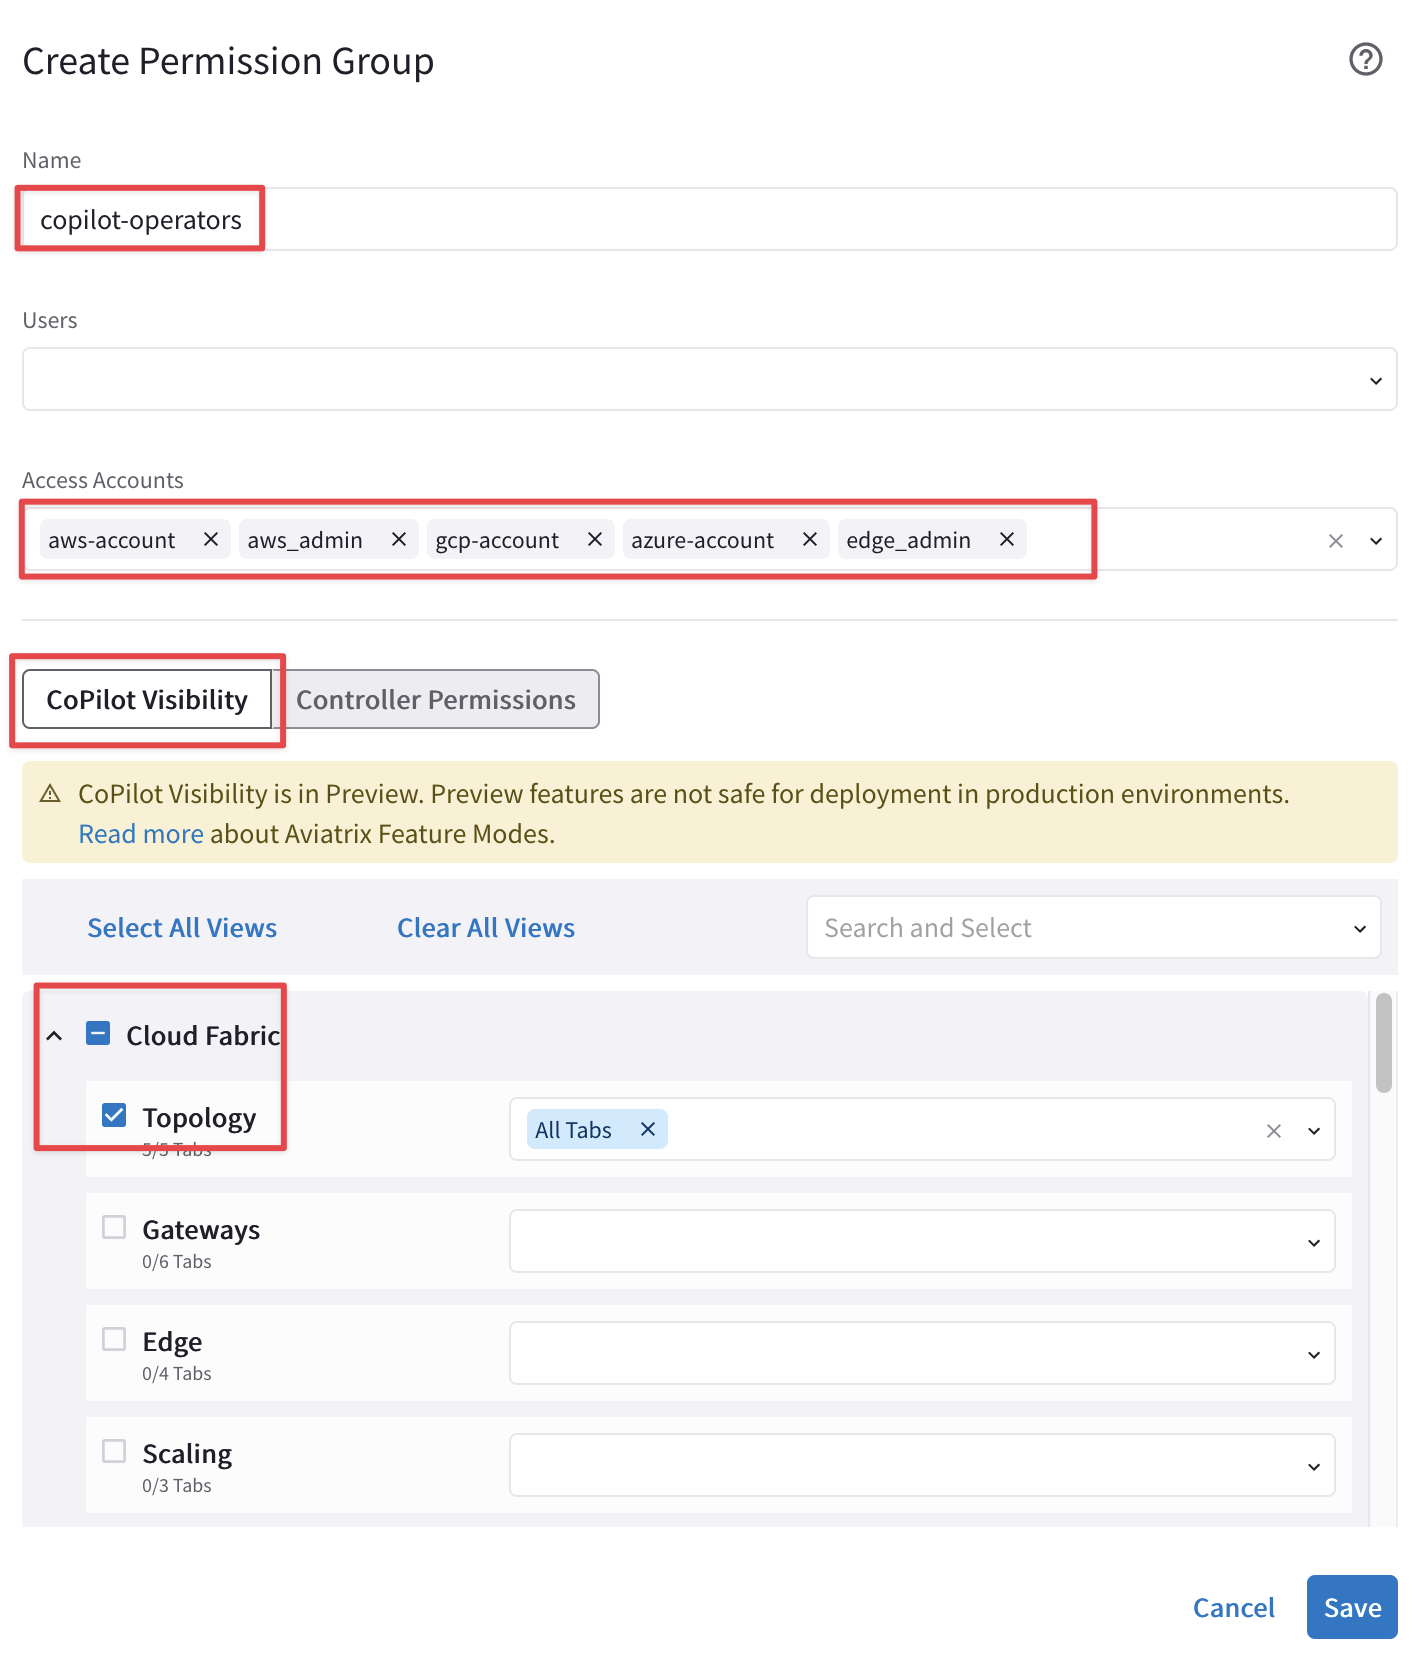 Create Permission Group
Name
copilot-operators
Users
Access Accounts
aws-account aws_admin gcp-account azure-account edge_admin
CoPilot Visibility Controller Permissions
CoPilot Visibility is in Preview. Preview features are not safe for deployment in production environments.
Read more about Aviatrix Feature Modes.
Select All Views Clear All Views Search and Select
Cloud Fabric
Topology All Tabs
5/5 Tabs
Gateways
0/6 Tabs
Edge
0/4 Tabs
Scaling
0/3 Tabs
Cancel Save